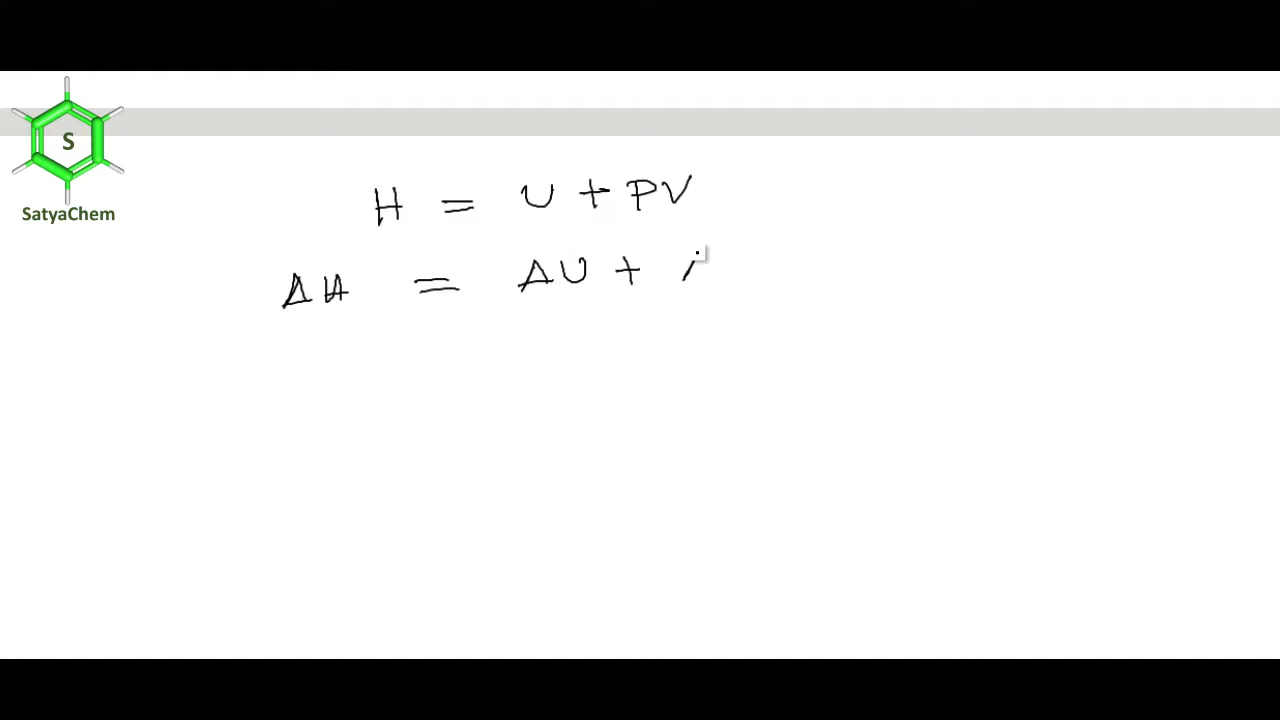 S
SatyaChem
H = U + PV
ΔH = ΔU +